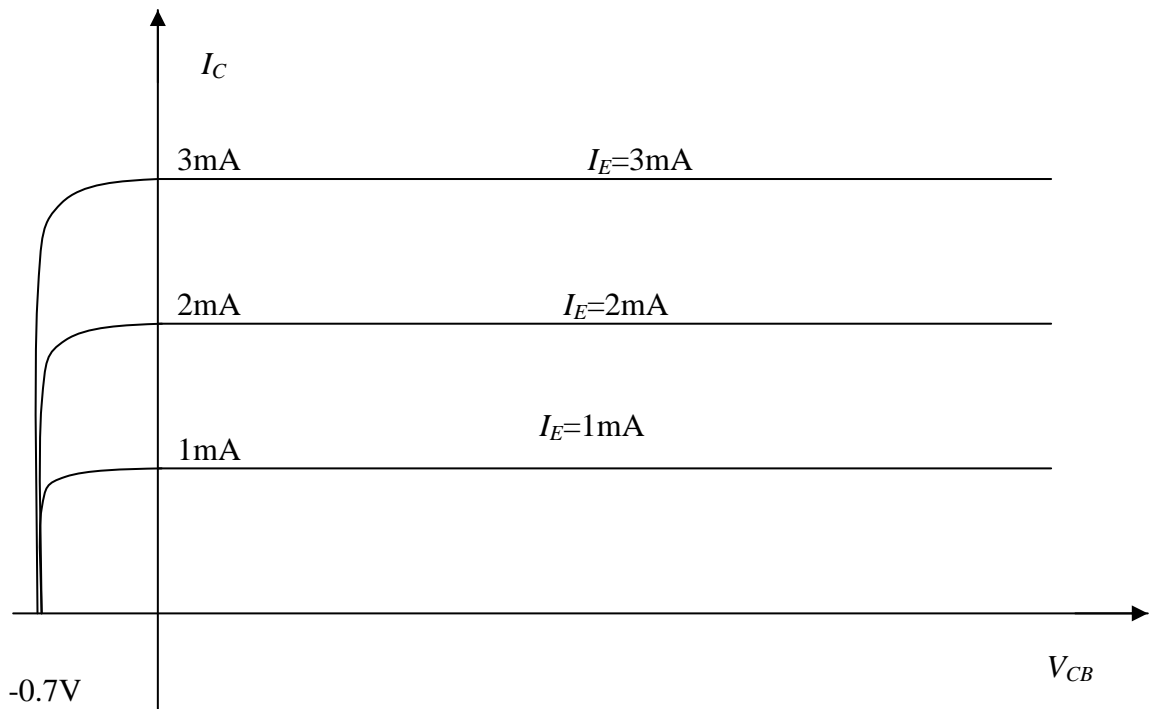 I_C
3mA
I_E=3mA
2mA
I_E=2mA
I_E=1mA
1mA
V_CB
-0.7V